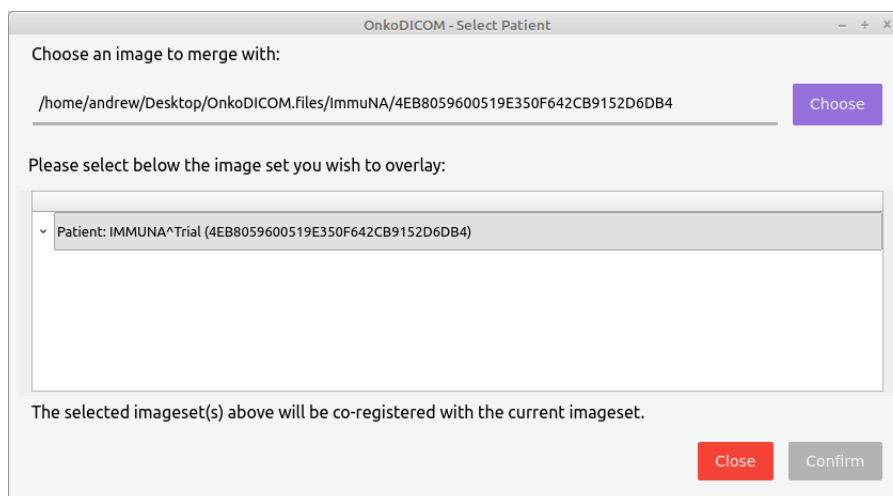 OnkoDICOM - Select Patient
Choose an image to merge with:
/home/andrew/Desktop/OnkoDICOM.files/ImmuNA/4EB8059600519E350F642CB9152D6DB4
Choose
Please select below the image set you wish to overlay:
Patient: IMMUNA^Trial (4EB8059600519E350F642CB9152D6DB4)
The selected imageset(s) above will be co-registered with the current imageset.
Close
Confirm